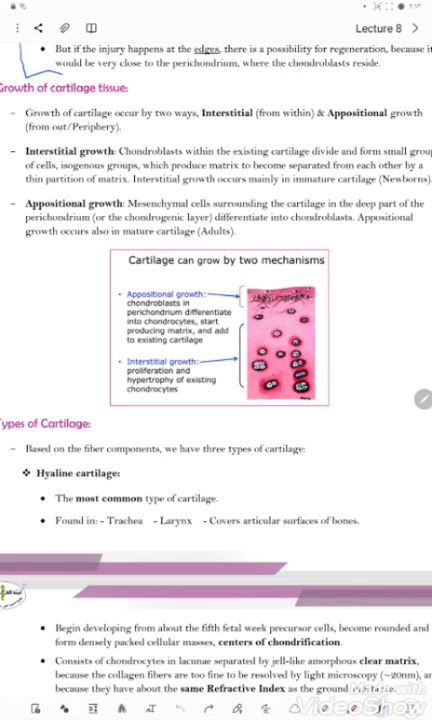 Lecture 8
• But if the injury happens at the edges, there is a possibility for regeneration, because it
would be very close to the perichondrium, where the chondroblasts reside.
Growth of cartilage tissue:
- Growth of cartilage occur by two ways, Interstitial (from within) & Appositional growth
(from out/Periphery).
- Interstitial growth: Chondroblasts within the existing cartilage divide and form small grou
of cells, isogenous groups, which produce matrix to become separated from each other by a
thin partition of matrix. Interstitial growth occurs mainly in immature cartilage (Newborns).
- Appositional growth: Mesenchymal cells surrounding the cartilage in the deep part of the
perichondrium (or the chondrogenic layer) differentiate into chondroblasts. Appositional
growth occurs also in mature cartilage (Adults).
Cartilage can grow by two mechanisms
• Appositional growth:
chondroblasts in
perichondrium differentiate
into chondrocytes, start
producing matrix, and add
to existing cartilage
• Interstitial growth:
proliferation and
hypertrophy of existing
chondrocytes
Types of Cartilage:
- Based on the fiber components, we have three types of cartilage:
❖ Hyaline cartilage:
• The most common type of cartilage.
• Found in: - Trachea - Larynx - Covers articular surfaces of bones.
• Begin developing from about the fifth fetal week precursor cells, become rounded and
form densely packed cellular masses, centers of chondrification.
• Consists of chondrocytes in lacunae separated by jell-like amorphous clear matrix,
because the collagen fibers are too fine to be resolved by light microscopy (~20nm), an
because they have about the same Refractive Index as the ground
Made with
VideoShow